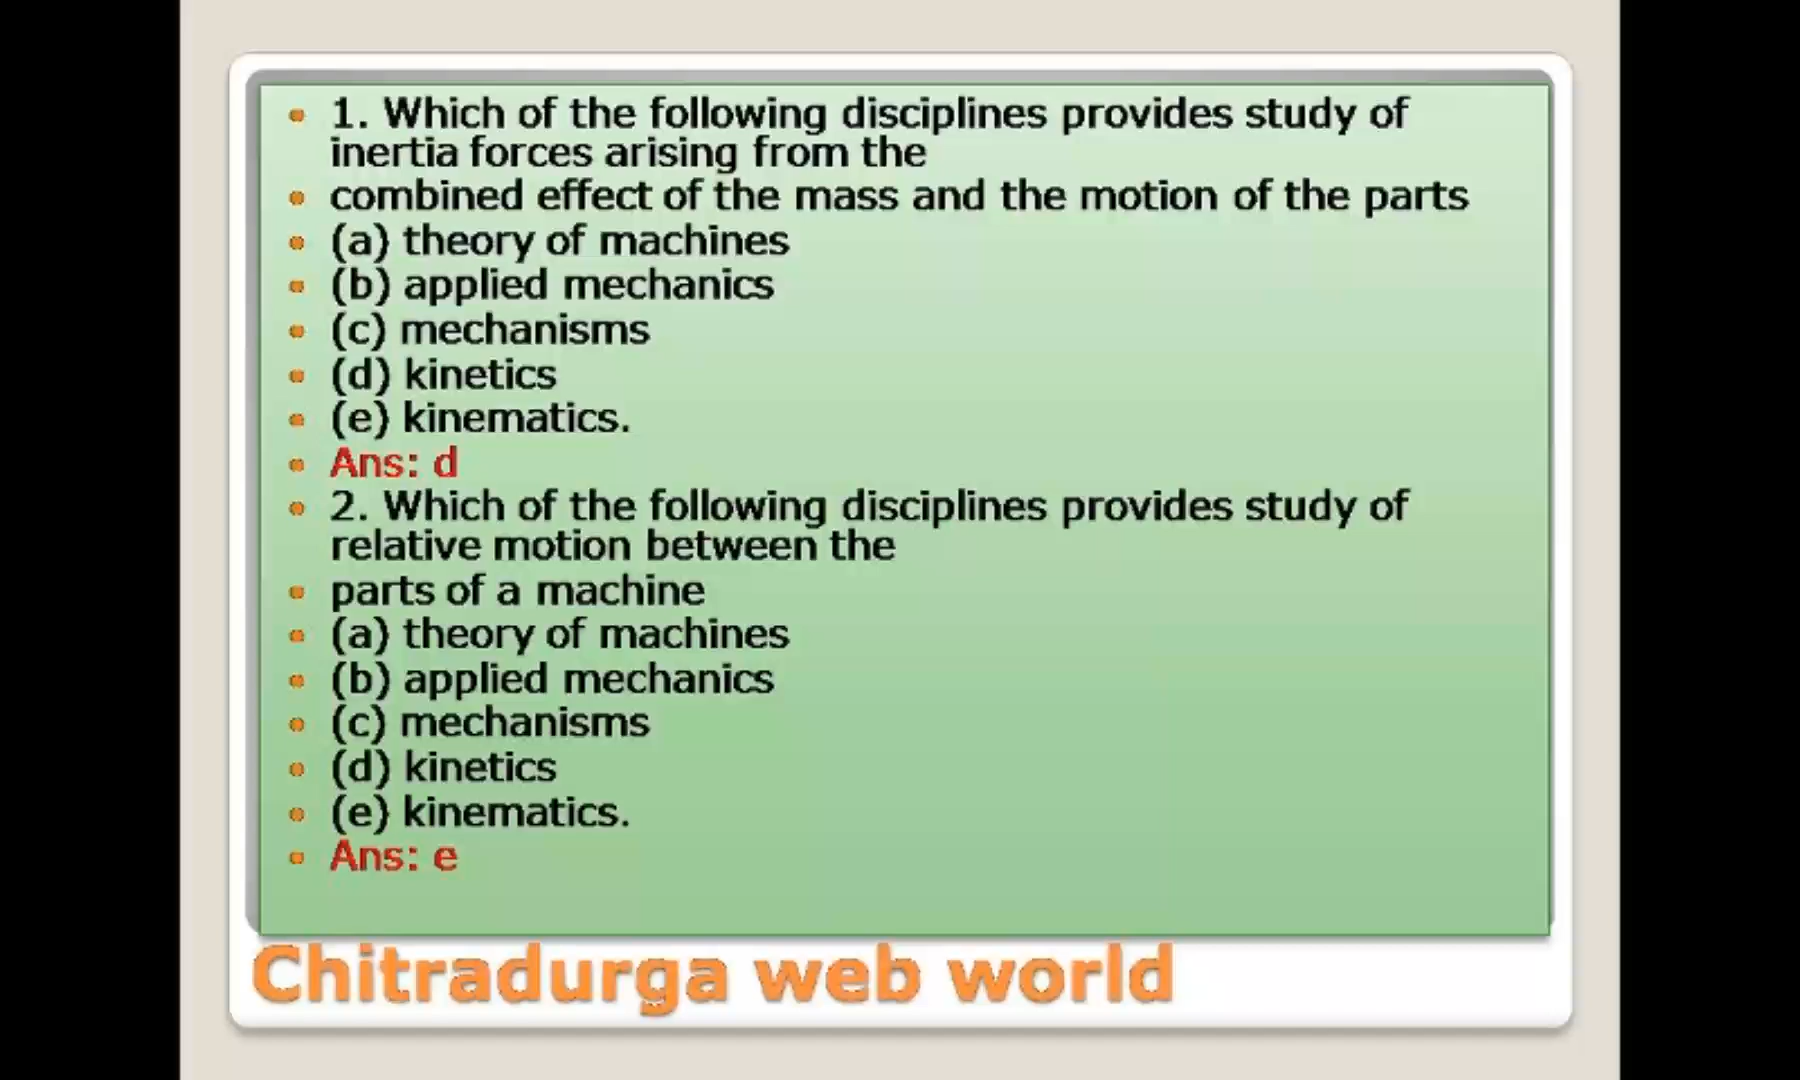 1. Which of the following disciplines provides study of
inertia forces arising from the
combined effect of the mass and the motion of the parts
(a) theory of machines
(b) applied mechanics
(c) mechanisms
(d) kinetics
(e) kinematics.
Ans: d
2. Which of the following disciplines provides study of
relative motion between the
parts of a machine
(a) theory of machines
(b) applied mechanics
(c) mechanisms
(d) kinetics
(e) kinematics.
Ans: e
Chitradurga web world